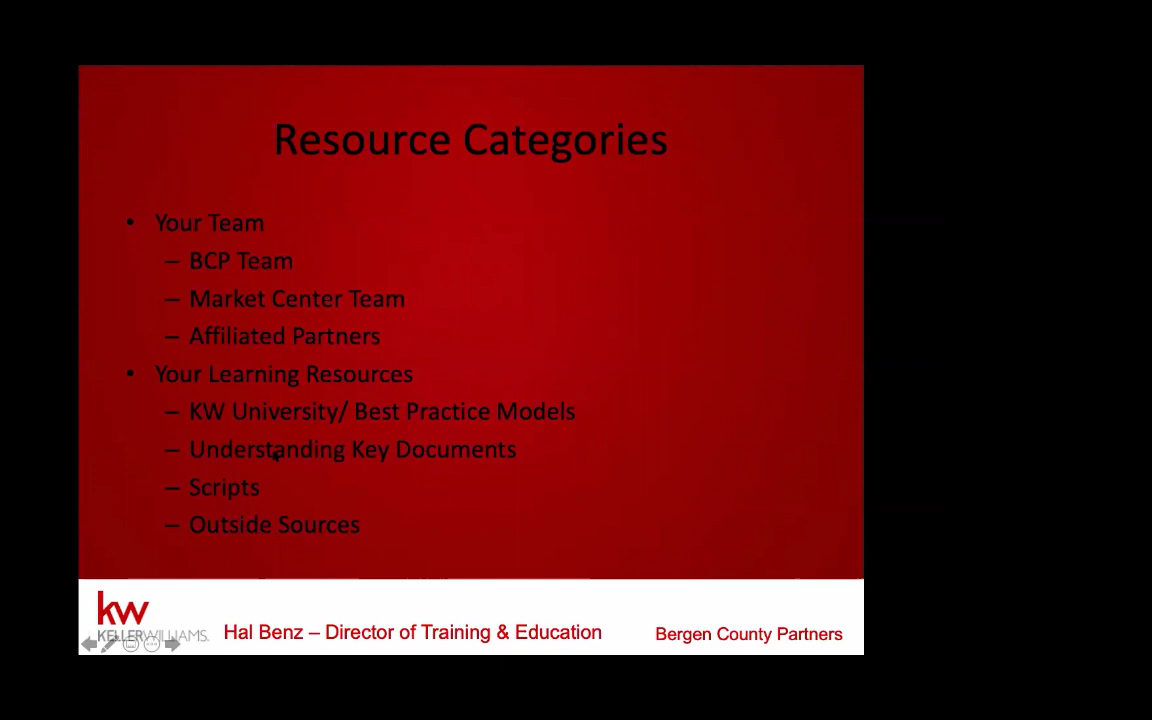 Resource Categories
• Your Team
– BCP Team
– Market Center Team
– Affiliated Partners
• Your Learning Resources
– KW University/ Best Practice Models
– Understanding Key Documents
– Scripts
– Outside Sources
kw
KELLERWILLIAMS.
Hal Benz – Director of Training & Education
Bergen County Partners